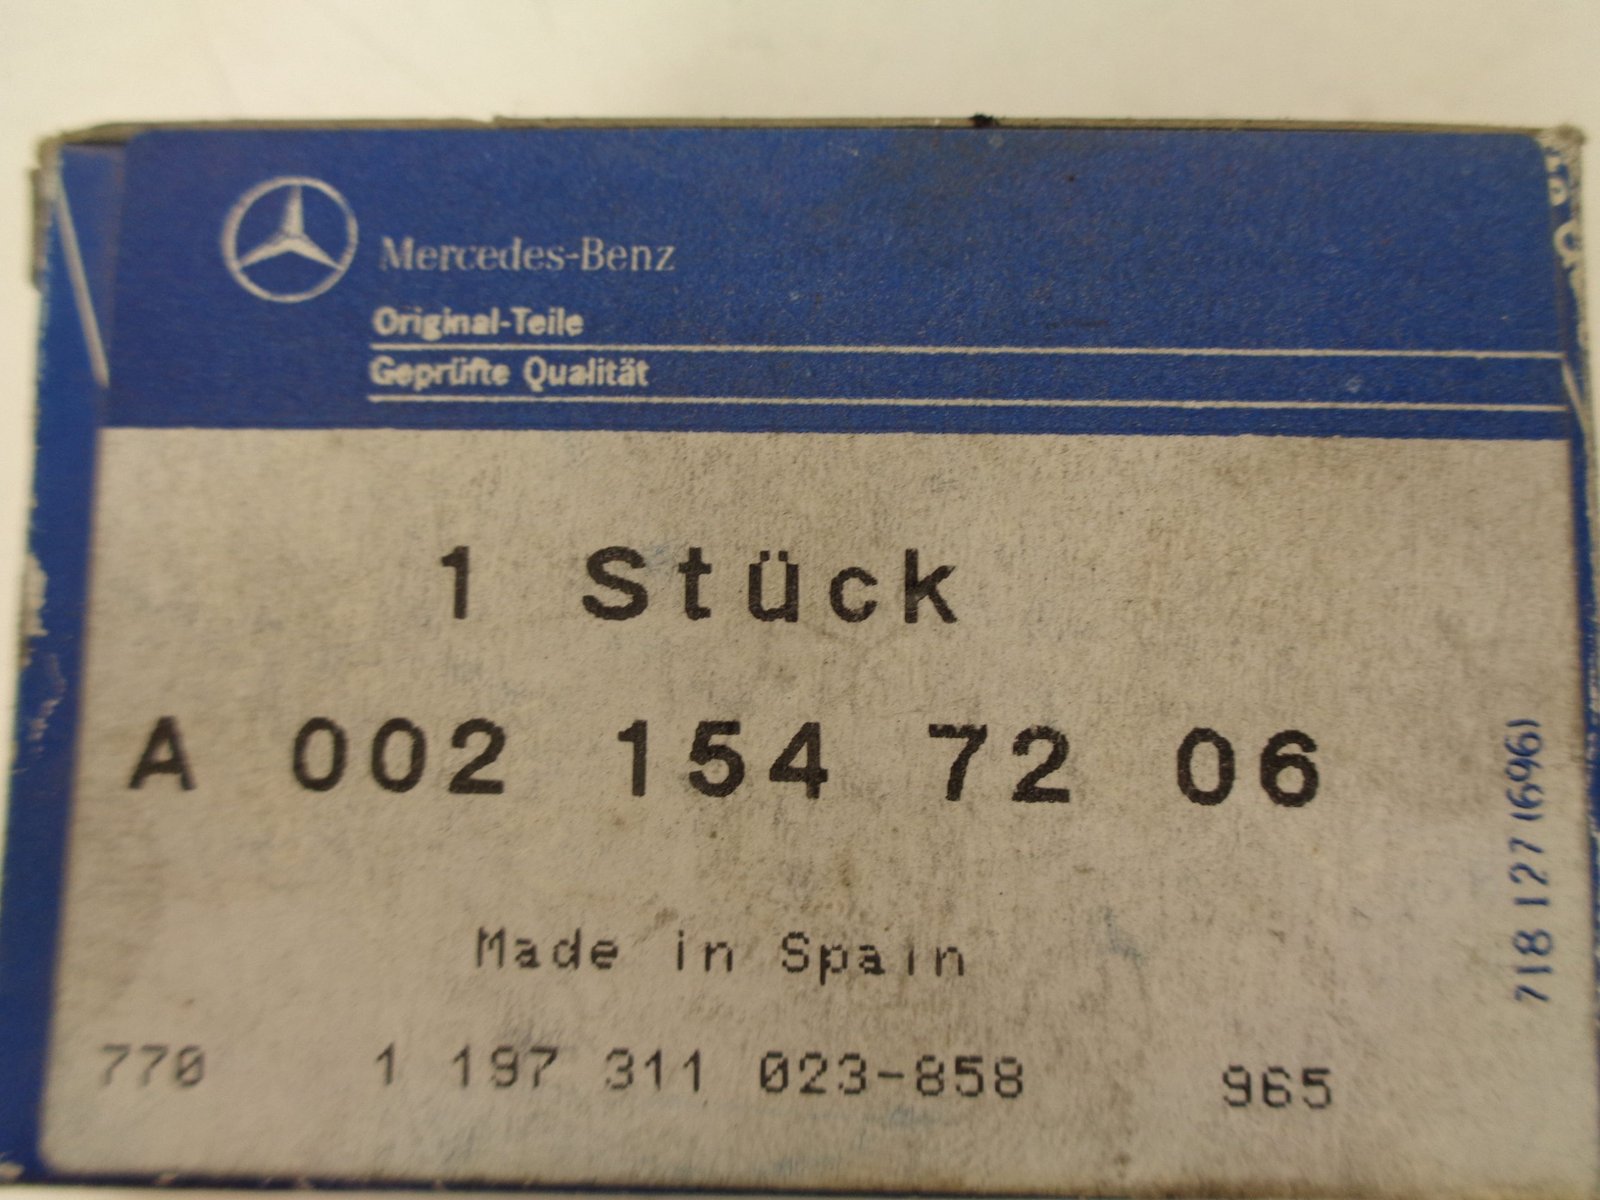 Mercedes-Benz
Original-Teile
Geprüfte Qualität
1 Stück
A 002 154 72 06
Made in Spain
770 1 197 311 023-858 965
718 127 (696)